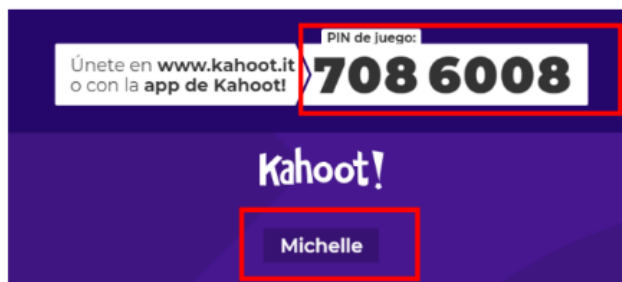 PIN de juego:
Únete en www.kahoot.it
o con la app de Kahoot!
708 6008
Kahoot!
Michelle